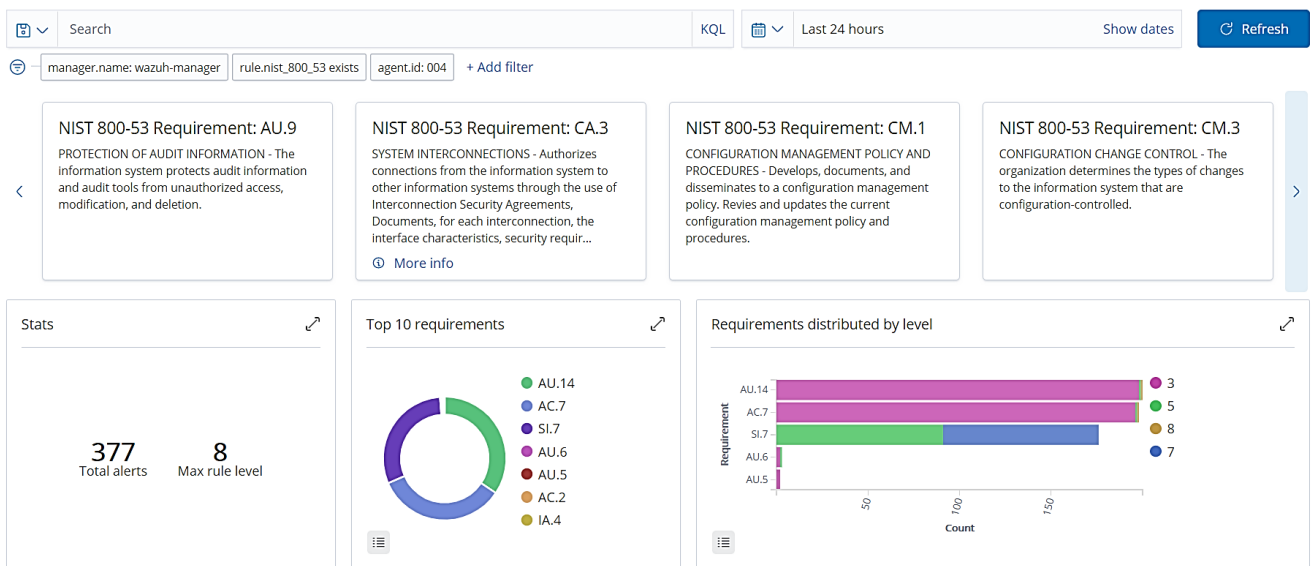 Search KQL Last 24 hours Show dates Refresh
manager.name: wazuh-manager rule.nist_800_53 exists agent.id: 004 + Add filter
NIST 800-53 Requirement: AU.9
PROTECTION OF AUDIT INFORMATION - The
information system protects audit information
and audit tools from unauthorized access,
modification, and deletion.
NIST 800-53 Requirement: CA.3
SYSTEM INTERCONNECTIONS - Authorizes
connections from the information system to
other information systems through the use of
Interconnection Security Agreements,
Documents, for each interconnection, the
interface characteristics, security requir...
More info
NIST 800-53 Requirement: CM.1
CONFIGURATION MANAGEMENT POLICY AND
PROCEDURES - Develops, documents, and
disseminates to a configuration management
policy. Revies and updates the current
configuration management policy and
procedures.
NIST 800-53 Requirement: CM.3
CONFIGURATION CHANGE CONTROL - The
organization determines the types of changes
to the information system that are
configuration-controlled.
Stats
377
Total alerts
8
Max rule level
Top 10 requirements
AU.14
AC.7
SI.7
AU.6
AU.5
AC.2
IA.4
Requirements distributed by level
Requirement
AU.14
AC.7
SI.7
AU.6
AU.5
50
100
150
Count
3
5
8
7